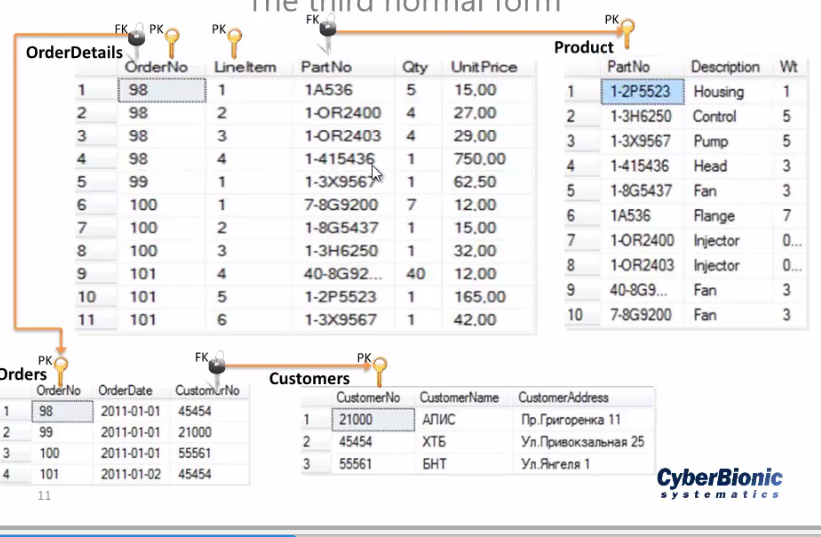 The third normal form
FK PK PK FK PK
OrderDetails
OrderNo LineItem PartNo Qty UnitPrice
1 98 1 1A536 5 15,00
2 98 2 1-OR2400 4 27,00
3 98 3 1-OR2403 4 29,00
4 98 4 1-415436 1 750,00
5 99 1 1-3X9567 1 62,50
6 100 1 7-8G9200 7 12,00
7 100 2 1-8G5437 1 15,00
8 100 3 1-3H6250 1 32,00
9 101 4 40-8G92... 40 12,00
10 101 5 1-2P5523 1 165,00
11 101 6 1-3X9567 1 42,00
Product
PartNo Description Wt
1 1-2P5523 Housing 1
2 1-3H6250 Control 5
3 1-3X9567 Pump 5
4 1-415436 Head 3
5 1-8G5437 Fan 3
6 1A536 Flange 7
7 1-OR2400 Injector 0...
8 1-OR2403 Injector 0...
9 40-8G9... Fan 3
10 7-8G9200 Fan 3
PK FK PK
Orders
OrderNo OrderDate CustomerNo
1 98 2011-01-01 45454
2 99 2011-01-01 21000
3 100 2011-01-01 55561
4 101 2011-01-02 45454
Customers
CustomerNo CustomerName CustomerAddress
1 21000 АПИС Пр.Григоренка 11
2 45454 ХТБ Ул.Привокзальная 25
3 55561 БНТ Ул.Янгеля 1
11
CyberBionic
systematics